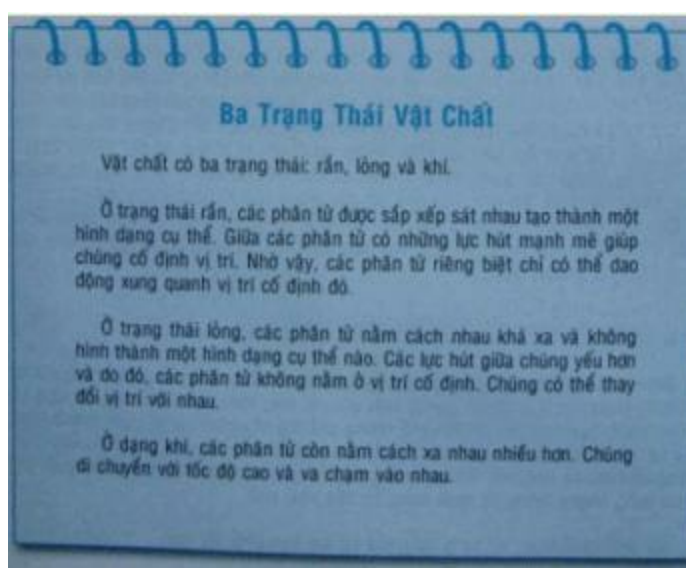 Ba Trạng Thái Vật Chất
Vật chất có ba trạng thái: rắn, lỏng và khí.
Ở trạng thái rắn, các phân tử được sắp xếp sát nhau tạo thành một
hình dạng cụ thể. Giữa các phân tử có những lực hút mạnh mẽ giúp
chúng cố định vị trí. Nhờ vậy, các phân tử riêng biệt chỉ có thể dao
động xung quanh vị trí cố định đó.
Ở trạng thái lỏng, các phân tử nằm cách nhau khá xa và không
hình thành một hình dạng cụ thể nào. Các lực hút giữa chúng yếu hơn
và do đó, các phân tử không nằm ở vị trí cố định. Chúng có thể thay
đổi vị trí với nhau.
Ở dạng khí, các phân tử còn nằm cách xa nhau nhiều hơn. Chúng
di chuyển với tốc độ cao và va chạm vào nhau.